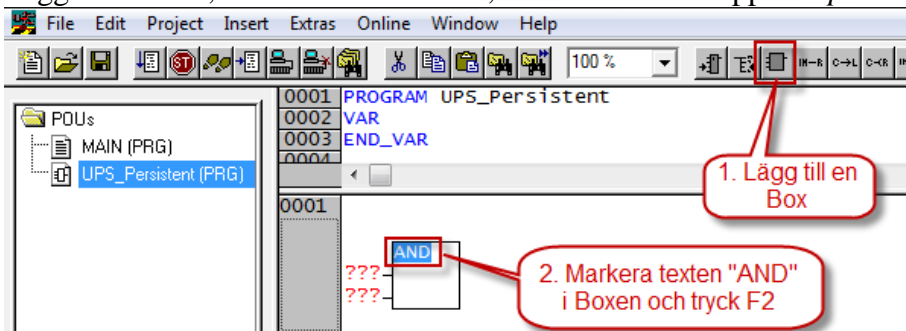 File Edit Project Insert Extras Online Window Help
100 %
0001 PROGRAM UPS_Persistent
0002 VAR
0003 END_VAR
0004
POUs
MAIN (PRG)
UPS_Persistent (PRG)
1. Lägg till en
Box
0001
AND
???
???
2. Markera texten "AND"
i Boxen och tryck F2